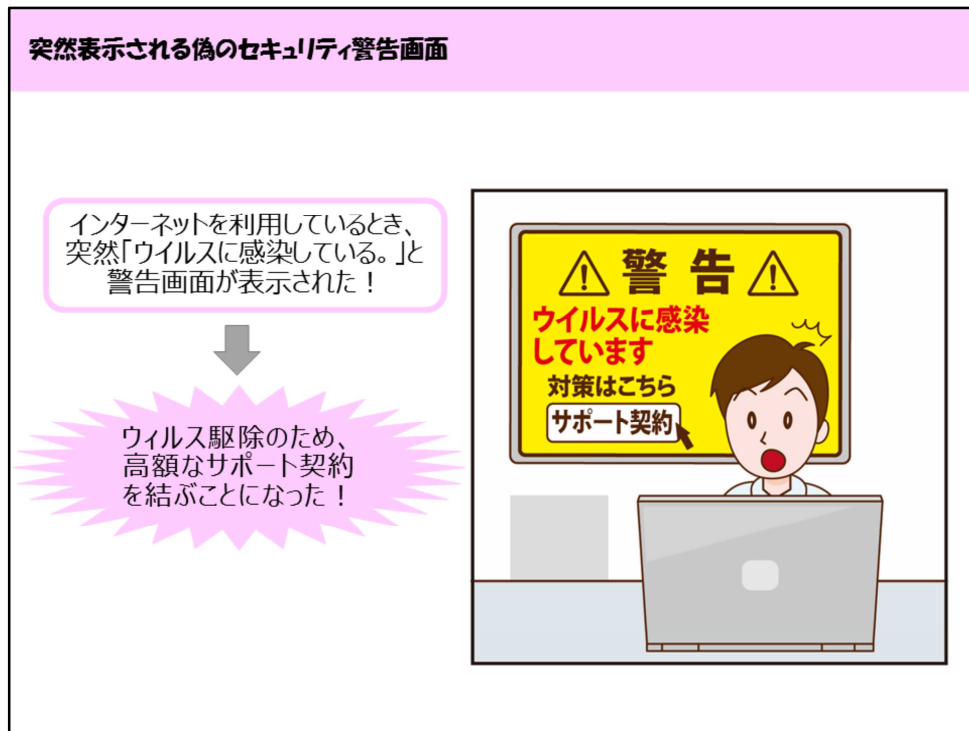 突然表示される偽のセキュリティ警告画面
インターネットを利用しているとき、
突然「ウイルスに感染している。」と
警告画面が表示された！
ウィルス駆除のため、
高額なサポート契約
を結ぶことになった！
警告
ウイルスに感染
しています
対策はこちら
サポート契約